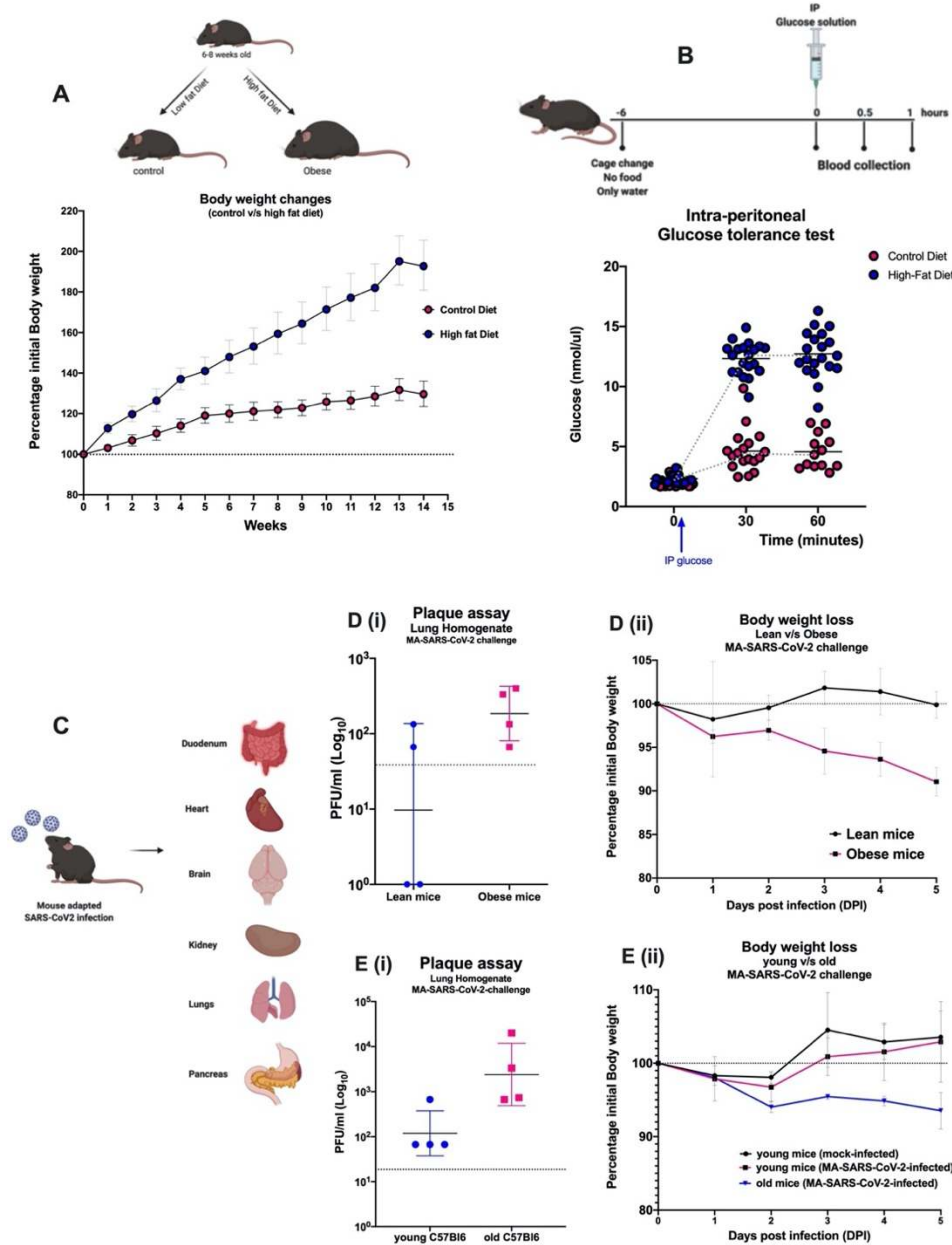 A
6-8 weeks old
Low fat Diet
High fat Diet
control
Obese
Body weight changes
(control v/s high fat diet)
Percentage initial Body weight
220
200
180
160
140
120
100
80
Control Diet
High fat Diet
0 1 2 3 4 5 6 7 8 9 10 11 12 13 14 15
Weeks
B
IP
Glucose solution
-6 0 0.5 1 hours
Cage change
No food
Only water
Blood collection
Intra-peritoneal
Glucose tolerance test
Control Diet
High-Fat Diet
Glucose (nmol/ul)
20
15
10
5
0
0 30 60
Time (minutes)
IP glucose
C
Mouse adapted
SARS-CoV2 infection
Duodenum
Heart
Brain
Kidney
Lungs
Pancreas
D (i)
Plaque assay
Lung Homogenate
MA-SARS-CoV-2 challenge
PFU/ml (Log10)
10³
10²
10¹
10⁰
Lean mice Obese mice
D (ii)
Body weight loss
Lean v/s Obese
MA-SARS-CoV-2 challenge
Percentage initial Body weight
105
100
95
90
85
80
Lean mice
Obese mice
0 1 2 3 4 5
Days post infection (DPI)
E (i)
Plaque assay
Lung Homogenate
MA-SARS-CoV-2-challenge
PFU/ml (Log10)
10⁵
10⁴
10³
10²
10¹
10⁰
young C57Bl6 old C57Bl6
E (ii)
Body weight loss
young v/s old
MA-SARS-CoV-2 challenge
Percentage initial Body weight
110
100
90
80
young mice (mock-infected)
young mice (MA-SARS-CoV-2-infected)
old mice (MA-SARS-CoV-2-infected)
0 1 2 3 4 5
Days post infection (DPI)